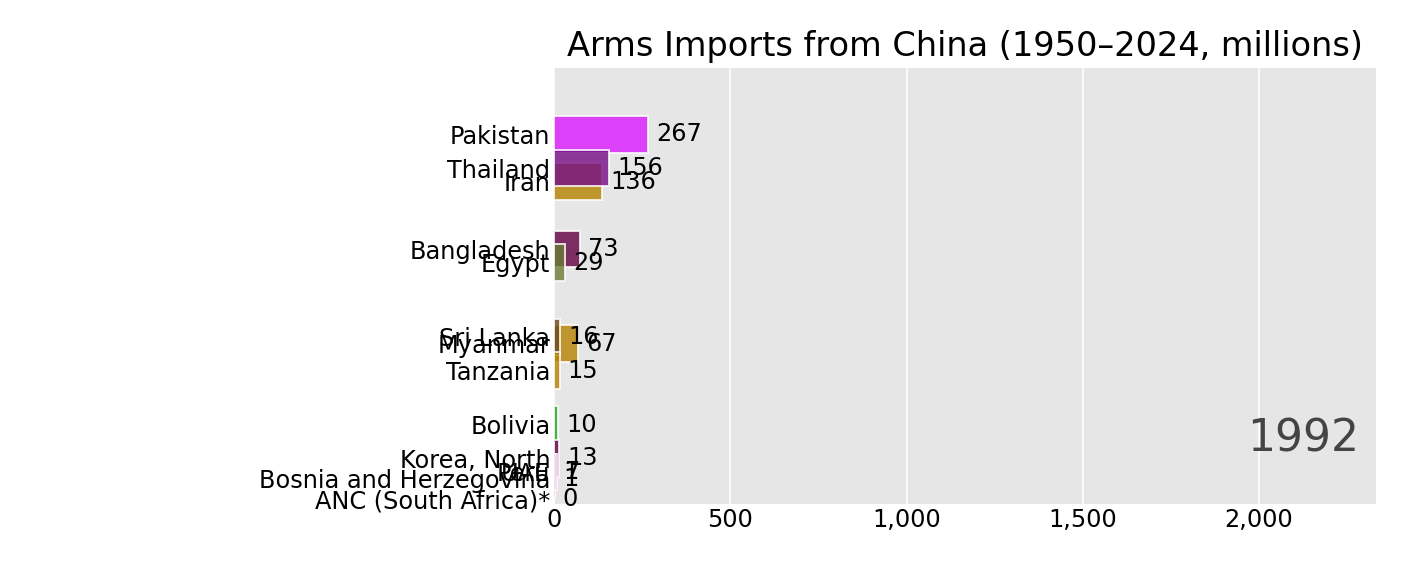 Arms Imports from China (1950–2024, millions)
Pakistan 267
Thailand 156
Iran 136
Bangladesh 73
Egypt 29
Sri Lanka 16
Myanmar 67
Tanzania 15
Bolivia 10
1992
Korea, North 13
Bosnia and Herzegovina 1
ANC (South Africa)* 0
0 500 1,000 1,500 2,000